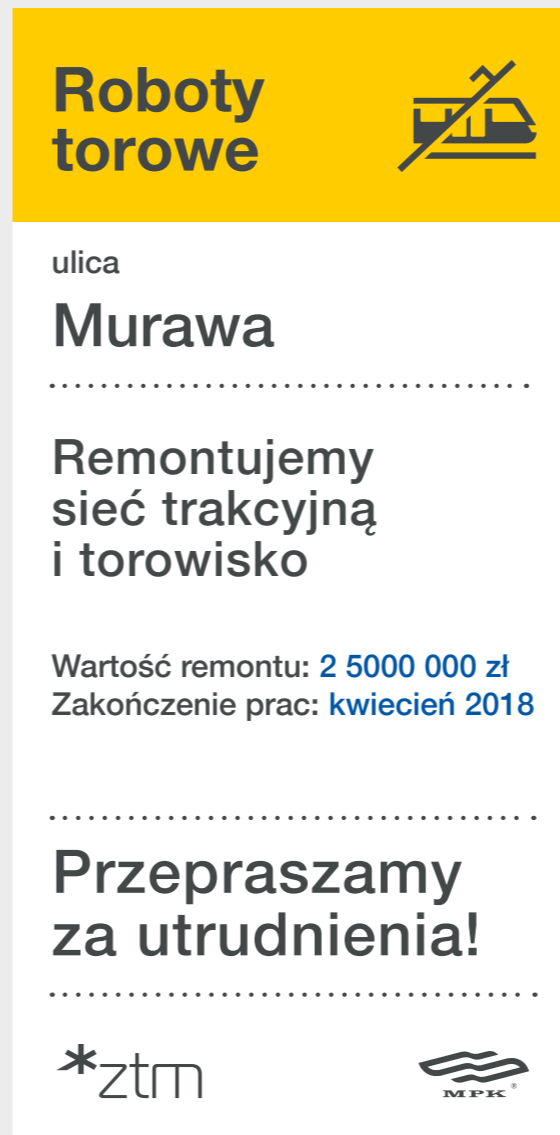 Roboty
torowe
ulica
Murawa
Remontujemy
sieć trakcyjną
i torowisko
Wartość remontu: 2 5000 000 zł
Zakończenie prac: kwiecień 2018
Przepraszamy
za utrudnienia!
*ztm
MPK®